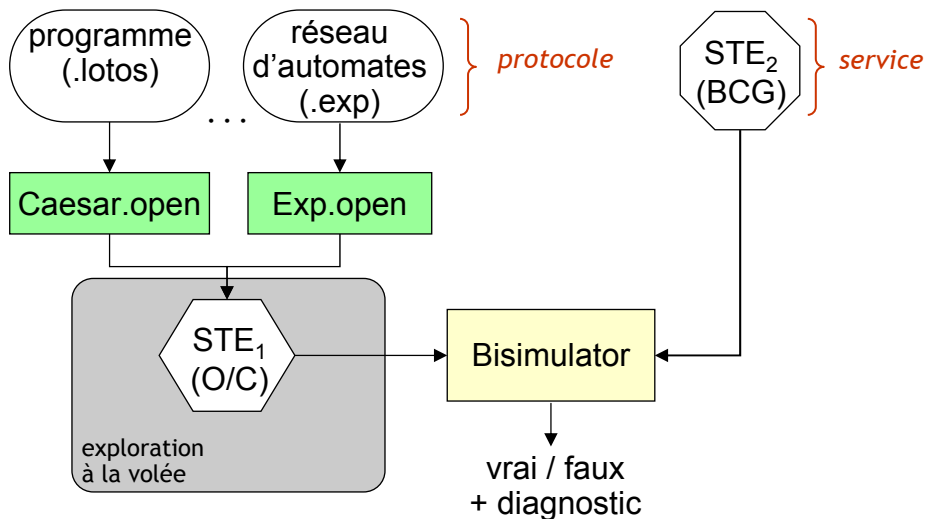 programme
(.lotos)
. . .
réseau
d'automates
(.exp)
protocole
STE2
(BCG)
service
Caesar.open
Exp.open
STE1
(O/C)
exploration
à la volée
Bisimulator
vrai / faux
+ diagnostic